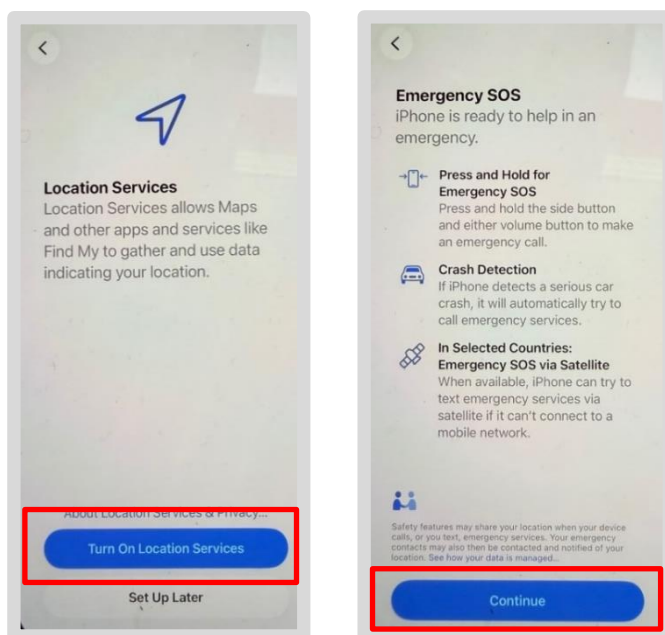 Location Services
Location Services allows Maps
and other apps and services like
Find My to gather and use data
indicating your location.
About Location Services & Privacy...
Turn On Location Services
Set Up Later
Emergency SOS
iPhone is ready to help in an
emergency.
Press and Hold for
Emergency SOS
Press and hold the side button
and either volume button to make
an emergency call.
Crash Detection
If iPhone detects a serious car
crash, it will automatically try to
call emergency services.
In Selected Countries:
Emergency SOS via Satellite
When available, iPhone can try to
text emergency services via
satellite if it can't connect to a
mobile network.
Safety features may share your location when your device
calls, or you text, emergency services. Your emergency
contacts may also then be contacted and notified of your
location. See how your data is managed...
Continue